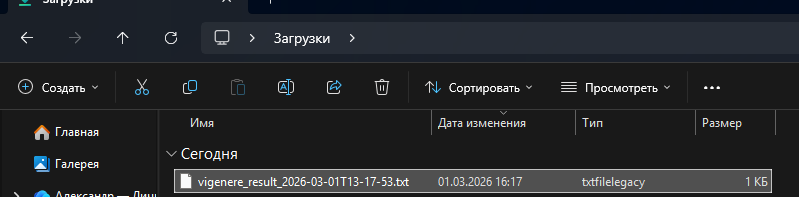 Загрузки
Загрузки
Создать
Сортировать
Просмотреть
Имя
Дата изменения
Тип
Размер
Главная
Галерея
Сегодня
vigenere_result_2026-03-01T13-17-53.txt
01.03.2026 16:17
txtfilelegacy
1 КБ
Александр —